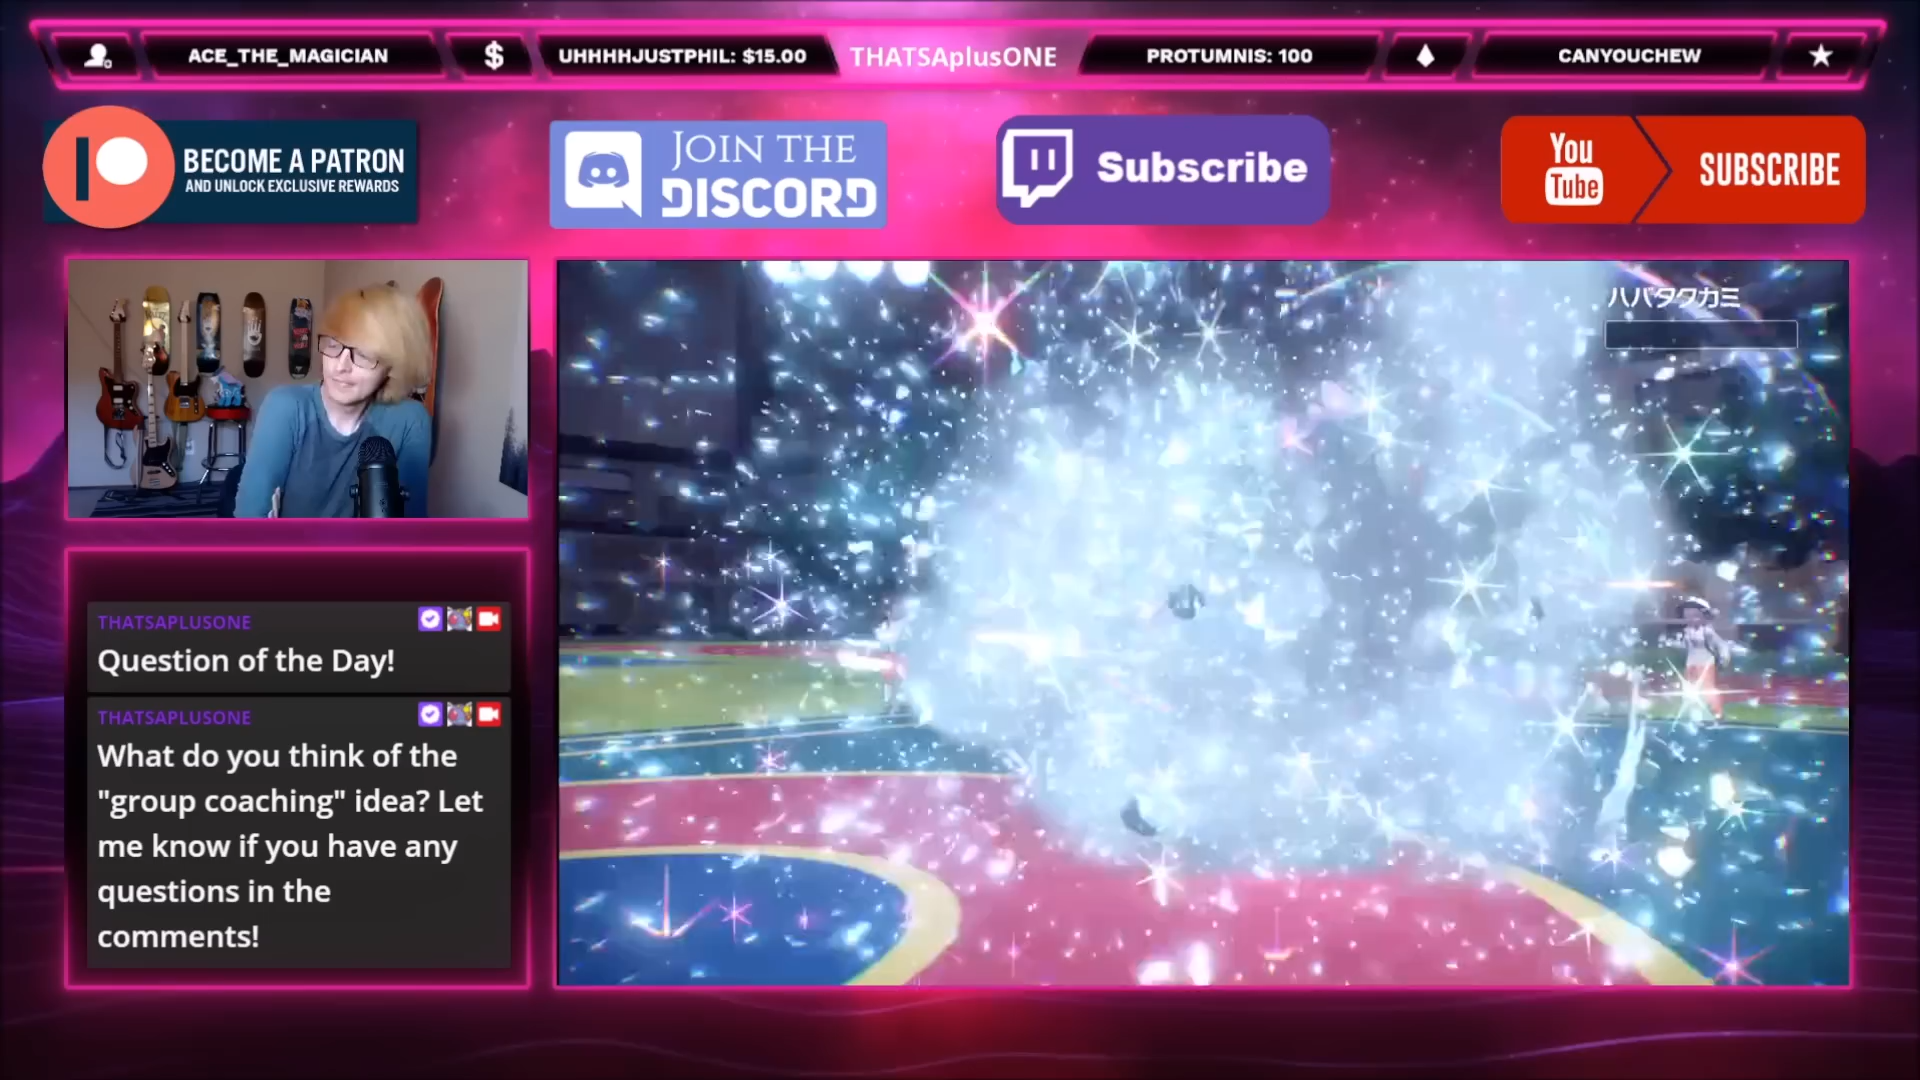 ACE_THE_MAGICIAN
$
UHHHHJUSTPHIL: $15.00
THATSAplusONE
PROTUMNIS: 100
CANYOUCHEW
BECOME A PATRON
AND UNLOCK EXCLUSIVE REWARDS
JOIN THE
DISCORD
Subscribe
You
Tube
SUBSCRIBE
ハバタクカミ
THATSAPLUSONE
Question of the Day!
THATSAPLUSONE
What do you think of the
"group coaching" idea? Let
me know if you have any
questions in the
comments!